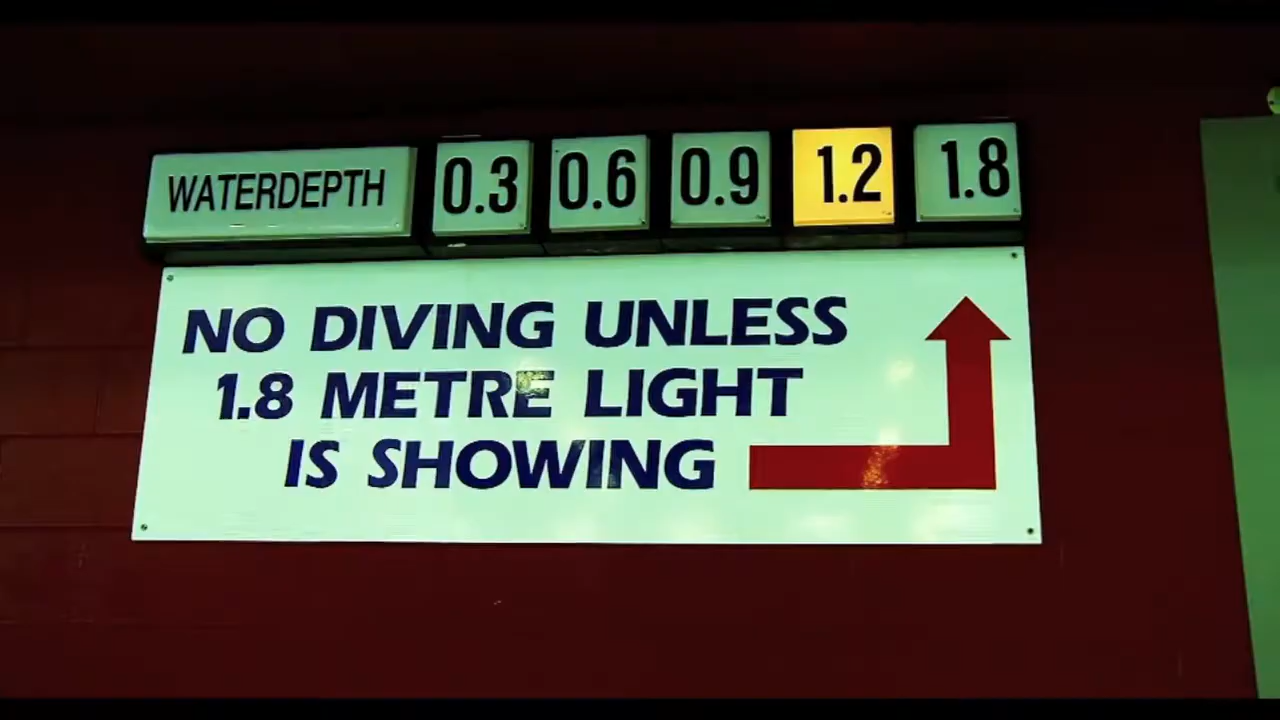 WATERDEPTH 0.3 0.6 0.9 1.2 1.8
NO DIVING UNLESS
1.8 METRE LIGHT
IS SHOWING